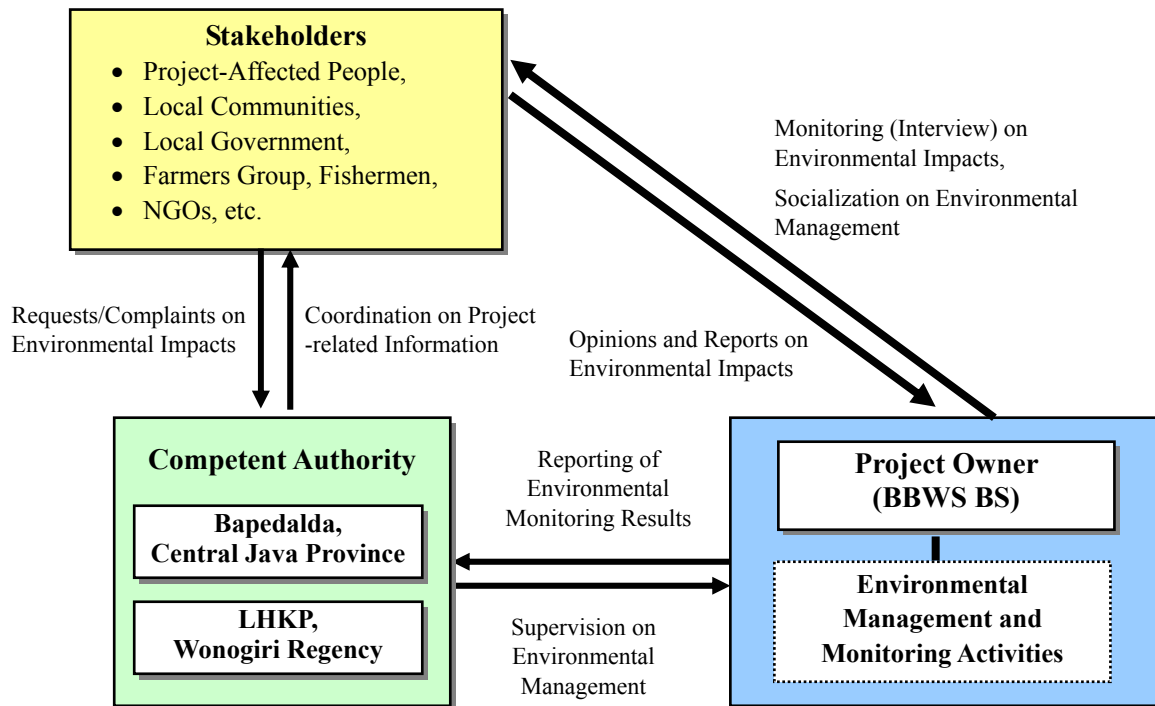 Stakeholders
• Project-Affected People,
• Local Communities,
• Local Government,
• Farmers Group, Fishermen,
• NGOs, etc.
Monitoring (Interview) on
Environmental Impacts,
Socialization on Environmental
Management
Requests/Complaints on
Environmental Impacts
Coordination on Project
-related Information
Opinions and Reports on
Environmental Impacts
Competent Authority
Bapedalda,
Central Java Province
LHKP,
Wonogiri Regency
Reporting of
Environmental
Monitoring Results
Supervision on
Environmental
Management
Project Owner
(BBWS BS)
Environmental
Management and
Monitoring Activities